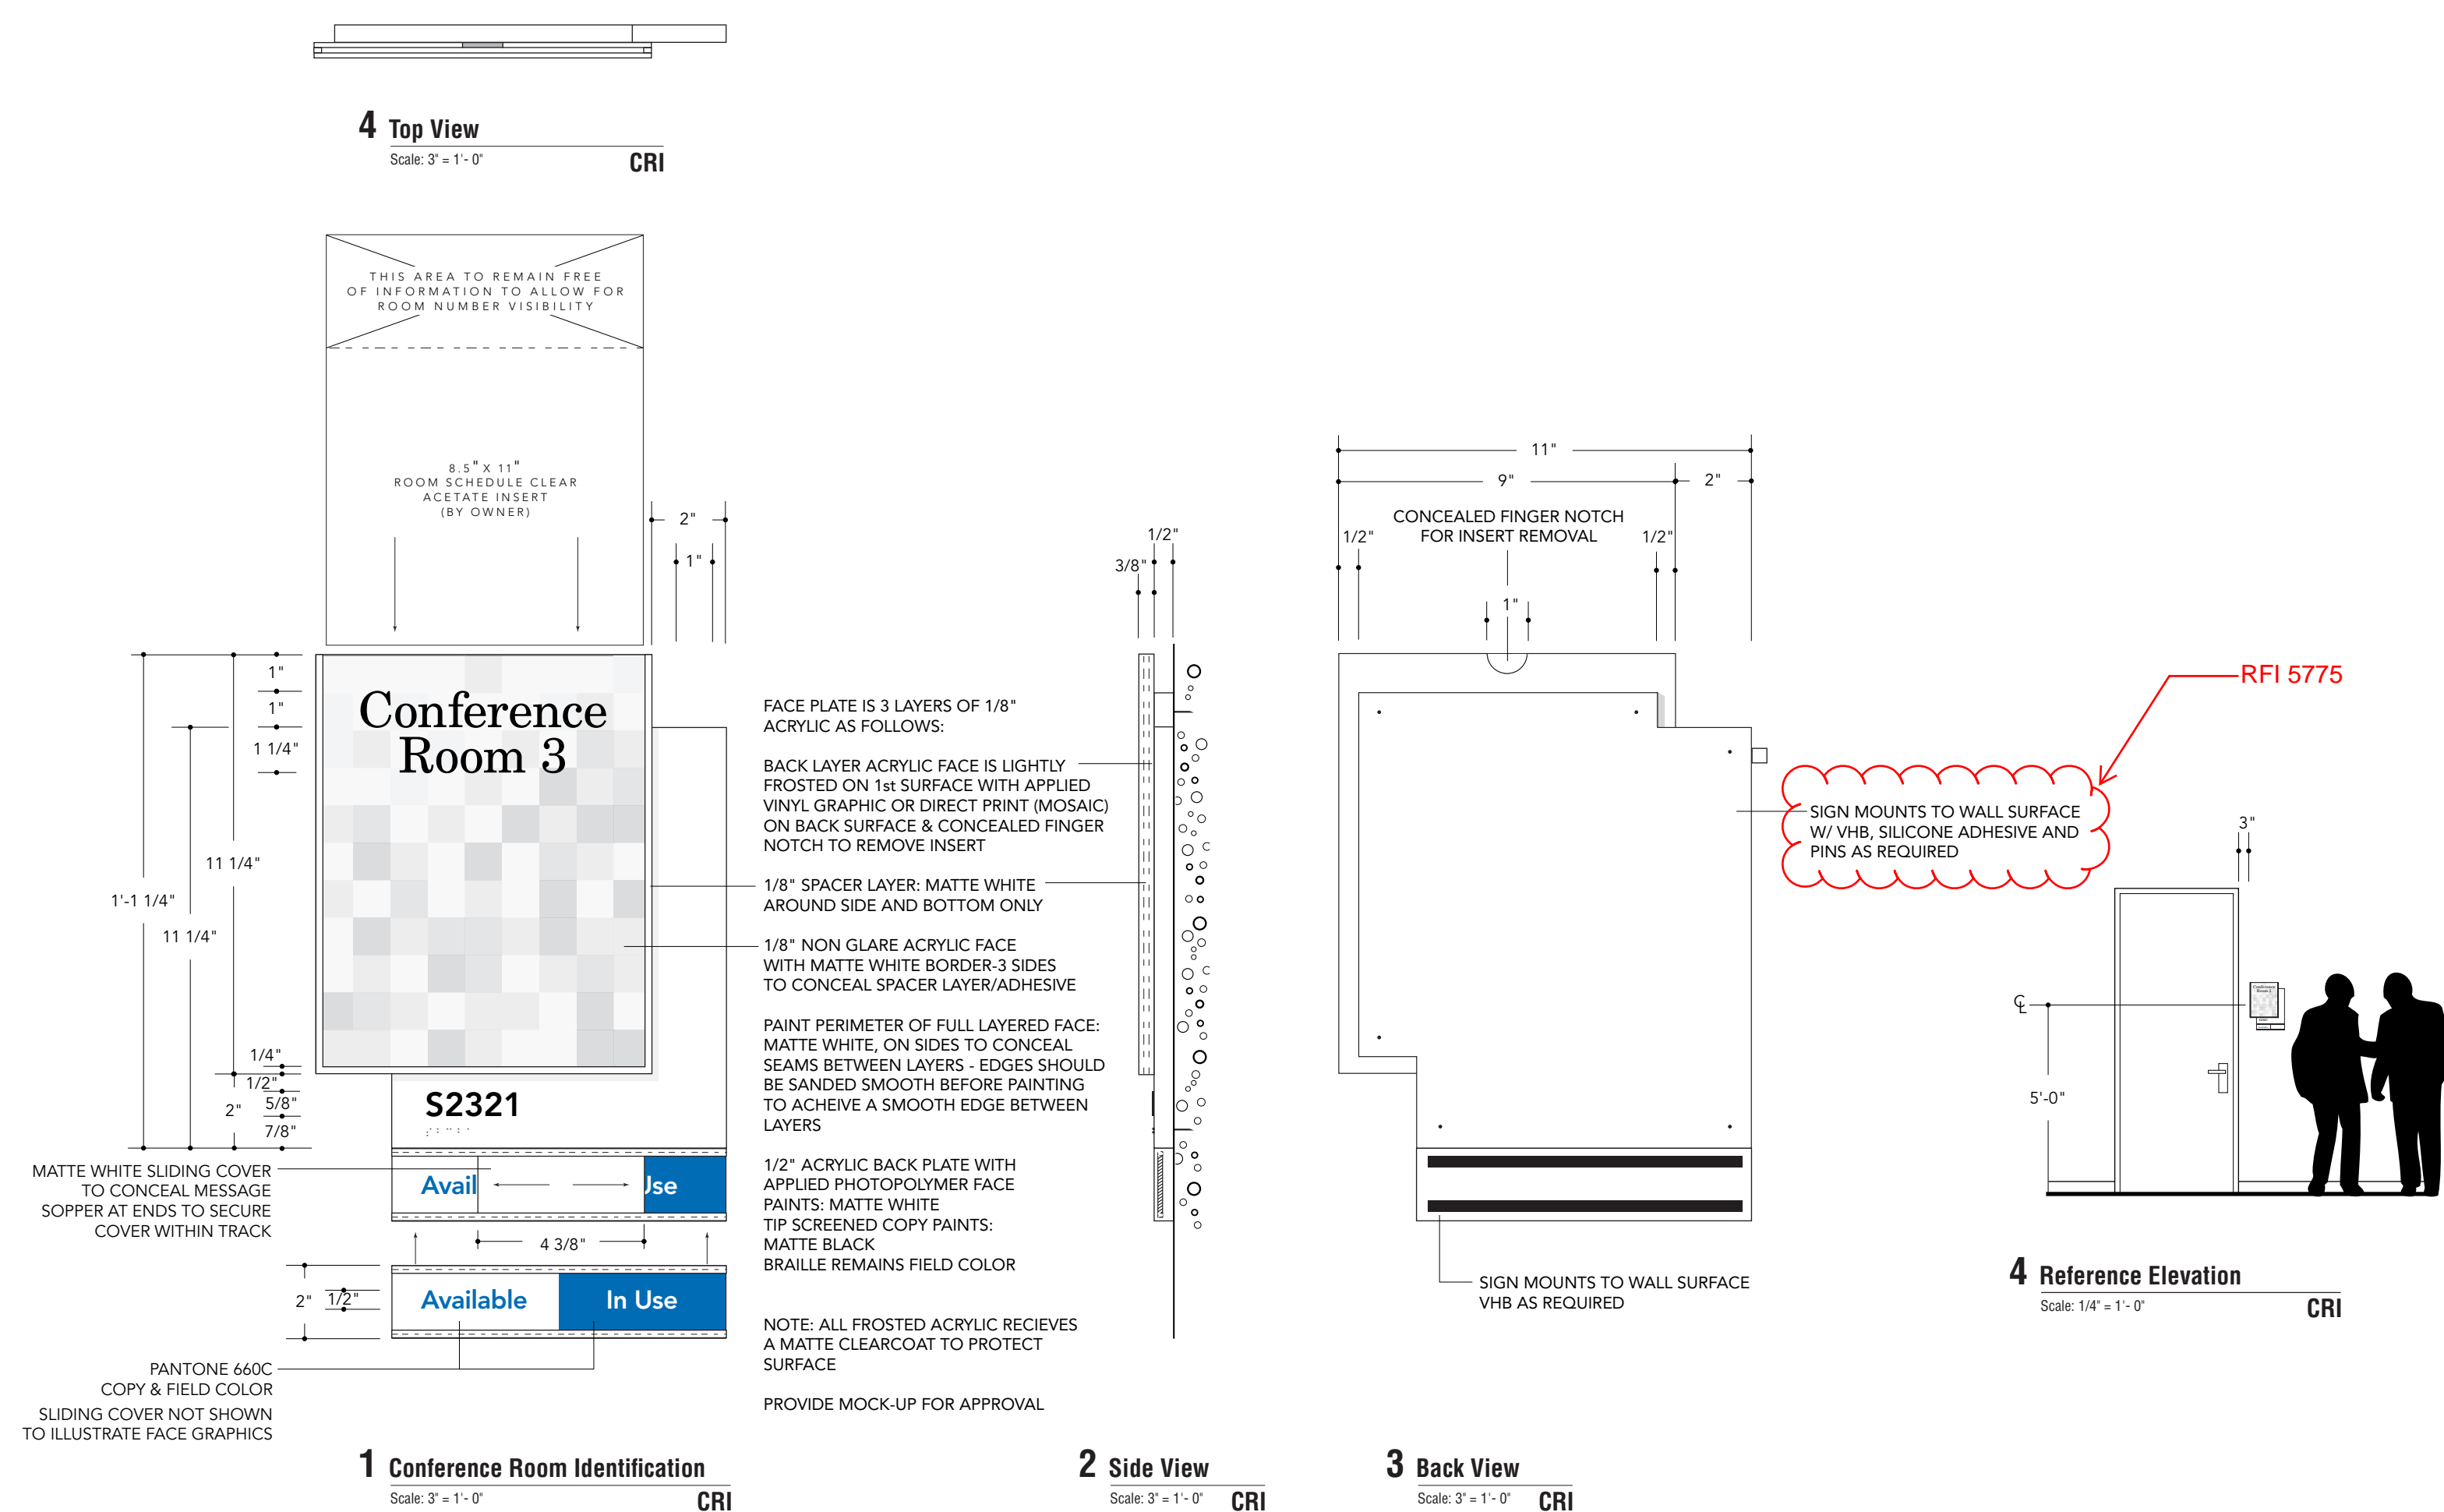 4 Top View
Scale: 3" = 1'- 0"
CRI
THIS AREA TO REMAIN FREE
OF INFORMATION TO ALLOW FOR
ROOM NUMBER VISIBILITY
8.5" X 11"
ROOM SCHEDULE CLEAR
ACETATE INSERT
(BY OWNER)
2"
1"
1"
1"
1 1/4"
11 1/4"
1'-1 1/4"
11 1/4"
1/4"
1/2"
5/8"
2"
7/8"
Conference
Room 3
S2321
Avail
Use
4 3/8"
Available
In Use
2"
1/2"
MATTE WHITE SLIDING COVER
TO CONCEAL MESSAGE
SOPPER AT ENDS TO SECURE
COVER WITHIN TRACK
PANTONE 660C
COPY & FIELD COLOR
SLIDING COVER NOT SHOWN
TO ILLUSTRATE FACE GRAPHICS
1 Conference Room Identification
Scale: 3" = 1'- 0"
CRI
FACE PLATE IS 3 LAYERS OF 1/8"
ACRYLIC AS FOLLOWS:
BACK LAYER ACRYLIC FACE IS LIGHTLY
FROSTED ON 1st SURFACE WITH APPLIED
VINYL GRAPHIC OR DIRECT PRINT (MOSAIC)
ON BACK SURFACE & CONCEALED FINGER
NOTCH TO REMOVE INSERT
1/8" SPACER LAYER: MATTE WHITE
AROUND SIDE AND BOTTOM ONLY
1/8" NON GLARE ACRYLIC FACE
WITH MATTE WHITE BORDER-3 SIDES
TO CONCEAL SPACER LAYER/ADHESIVE
PAINT PERIMETER OF FULL LAYERED FACE:
MATTE WHITE, ON SIDES TO CONCEAL
SEAMS BETWEEN LAYERS - EDGES SHOULD
BE SANDED SMOOTH BEFORE PAINTING
TO ACHEIVE A SMOOTH EDGE BETWEEN
LAYERS
1/2" ACRYLIC BACK PLATE WITH
APPLIED PHOTOPOLYMER FACE
PAINTS: MATTE WHITE
TIP SCREENED COPY PAINTS:
MATTE BLACK
BRAILLE REMAINS FIELD COLOR
NOTE: ALL FROSTED ACRYLIC RECIEVES
A MATTE CLEARCOAT TO PROTECT
SURFACE
PROVIDE MOCK-UP FOR APPROVAL
1/2"
3/8"
2 Side View
Scale: 3" = 1'- 0"
CRI
11"
9"
2"
CONCEALED FINGER NOTCH
FOR INSERT REMOVAL
1/2"
1/2"
1"
SIGN MOUNTS TO WALL SURFACE
VHB AS REQUIRED
3 Back View
Scale: 3" = 1'- 0"
CRI
RFI 5775
SIGN MOUNTS TO WALL SURFACE
W/ VHB, SILICONE ADHESIVE AND
PINS AS REQUIRED
3"
Conference
Room 3
℄
5'-0"
4 Reference Elevation
Scale: 1/4" = 1'- 0"
CRI